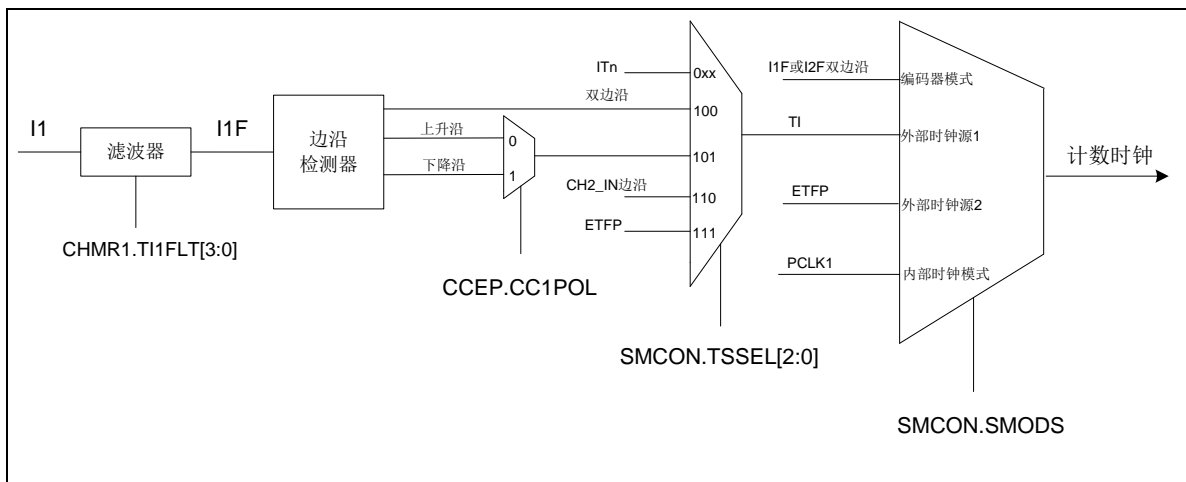 I1
滤波器
I1F
CHMR1.TI1FLT[3:0]
边沿
检测器
双边沿
上升沿
下降沿
0
1
CCEP.CC1POL
ITn
CH2_IN边沿
ETFP
0xx
100
101
110
111
SMCON.TSSEL[2:0]
I1F或I2F双边沿
TI
ETFP
PCLK1
编码器模式
外部时钟源1
外部时钟源2
内部时钟模式
SMCON.SMODS
计数时钟